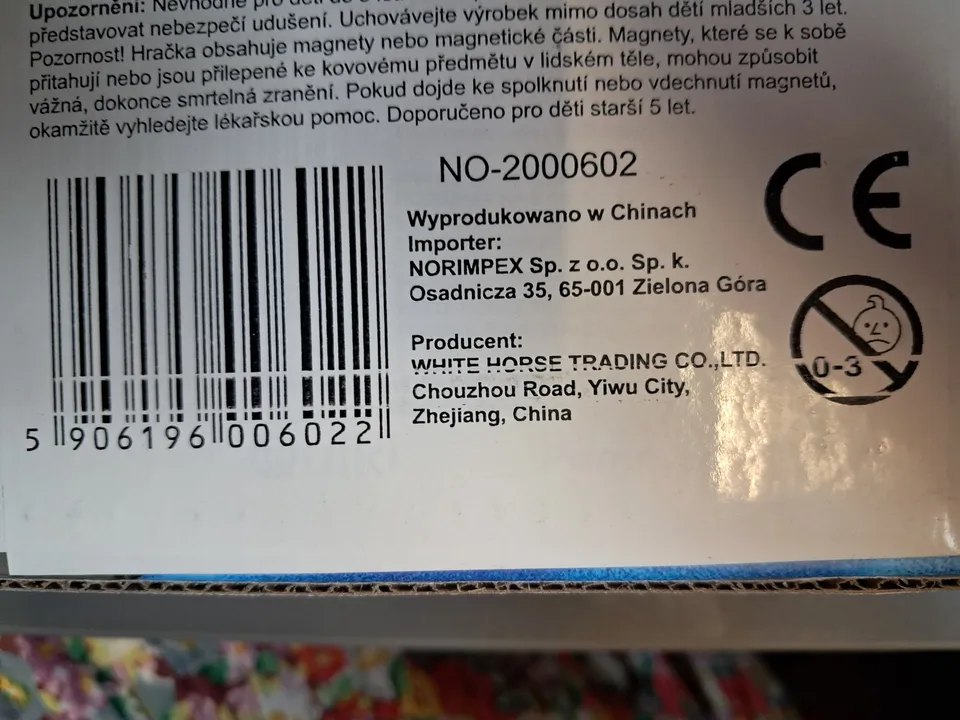 Upozornění: Nevhodné pro děti do 3 let
představovat nebezpečí udušení. Uchovávejte výrobek mimo dosah dětí mladších 3 let.
Pozornost! Hračka obsahuje magnety nebo magnetické části. Magnety, které se k sobě
přitahují nebo jsou přilepené ke kovovému předmětu v lidském těle, mohou způsobit
vážná, dokonce smrtelná zranění. Pokud dojde ke spolknutí nebo vdechnutí magnetů,
okamžitě vyhledejte lékařskou pomoc. Doporučeno pro děti starší 5 let.
NO-2000602
CE
Wyprodukowano w Chinach
Importer:
NORIMPEX Sp. z o.o. Sp. k.
Osadnicza 35, 65-001 Zielona Góra
Producent:
WHITE HORSE TRADING CO.,LTD.
Chouzhou Road, Yiwu City,
Zhejiang, China
0-3
5 906196 006022